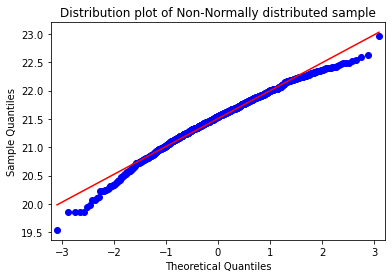 Distribution plot of Non-Normally distributed sample
23.0
22.5
22.0
21.5
21.0
20.5
20.0
19.5
Sample Quantiles
−3 −2 −1 0 1 2 3
Theoretical Quantiles